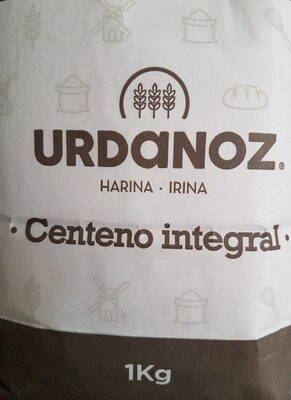 URDANOZ®
HARINA · IRINA
· Centeno integral ·
1Kg